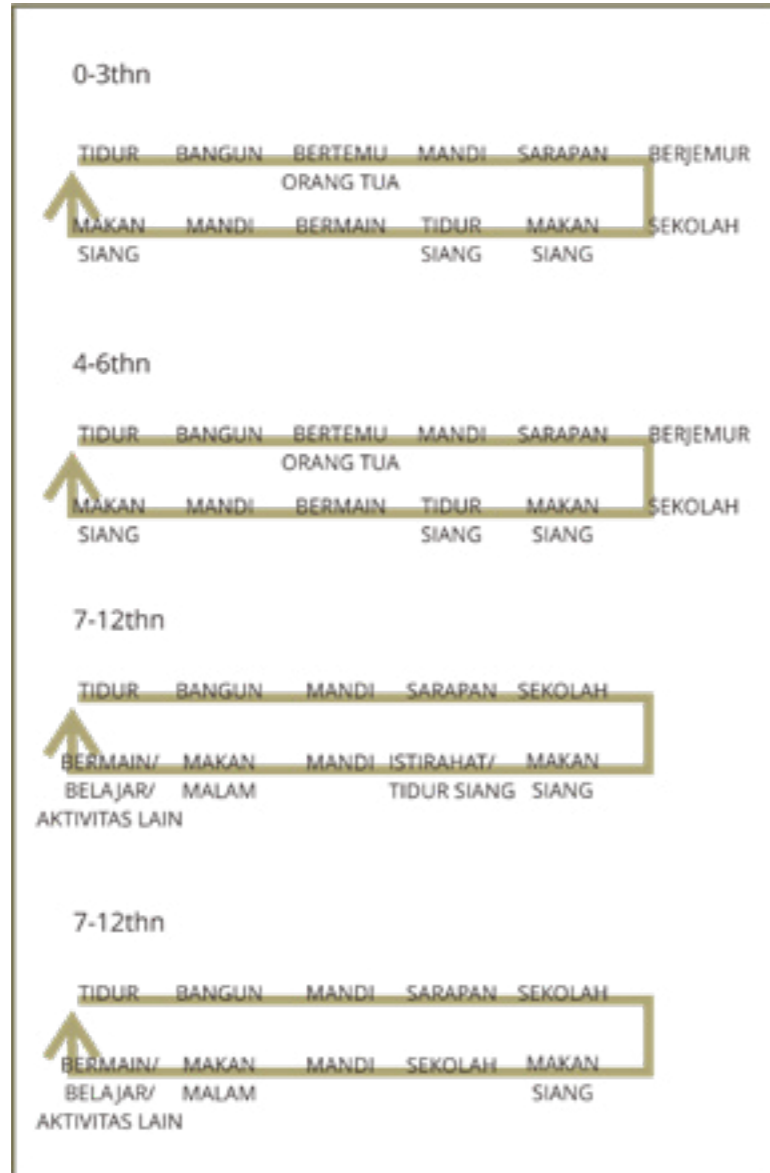 0-3thn
TIDUR BANGUN BERTEMU MANDI SARAPAN BERJEMUR
ORANG TUA
MAKAN MANDI BERMAIN TIDUR MAKAN SEKOLAH
SIANG SIANG SIANG
4-6thn
TIDUR BANGUN BERTEMU MANDI SARAPAN BERJEMUR
ORANG TUA
MAKAN MANDI BERMAIN TIDUR MAKAN SEKOLAH
SIANG SIANG SIANG
7-12thn
TIDUR BANGUN MANDI SARAPAN SEKOLAH
BERMAIN/ MAKAN MANDI ISTIRAHAT/ MAKAN
BELAJAR/ MALAM TIDUR SIANG SIANG
AKTIVITAS LAIN
7-12thn
TIDUR BANGUN MANDI SARAPAN SEKOLAH
BERMAIN/ MAKAN MANDI SEKOLAH MAKAN
BELAJAR/ MALAM SIANG
AKTIVITAS LAIN